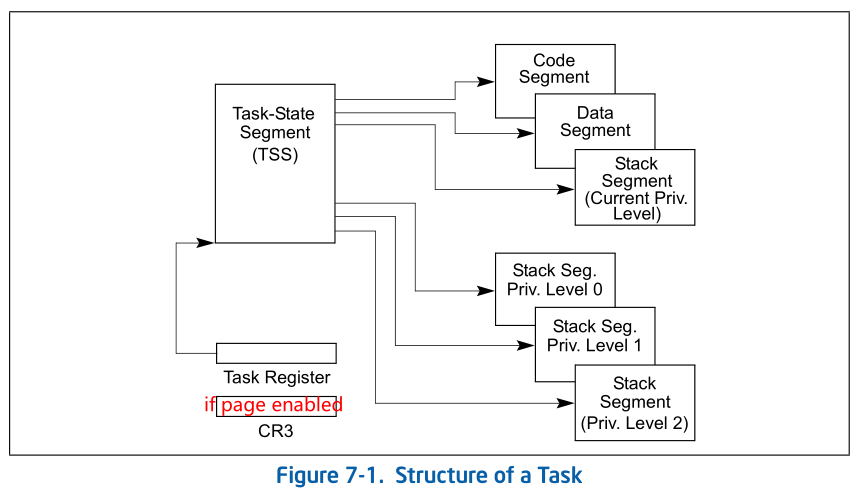 Code
Segment
Task-State
Segment
(TSS)
Data
Segment
Stack
Segment
(Current Priv.
Level)
Stack Seg.
Priv. Level 0
Stack Seg.
Priv. Level 1
Task Register
if page enabled
CR3
Stack
Segment
(Priv. Level 2)
Figure 7-1. Structure of a Task